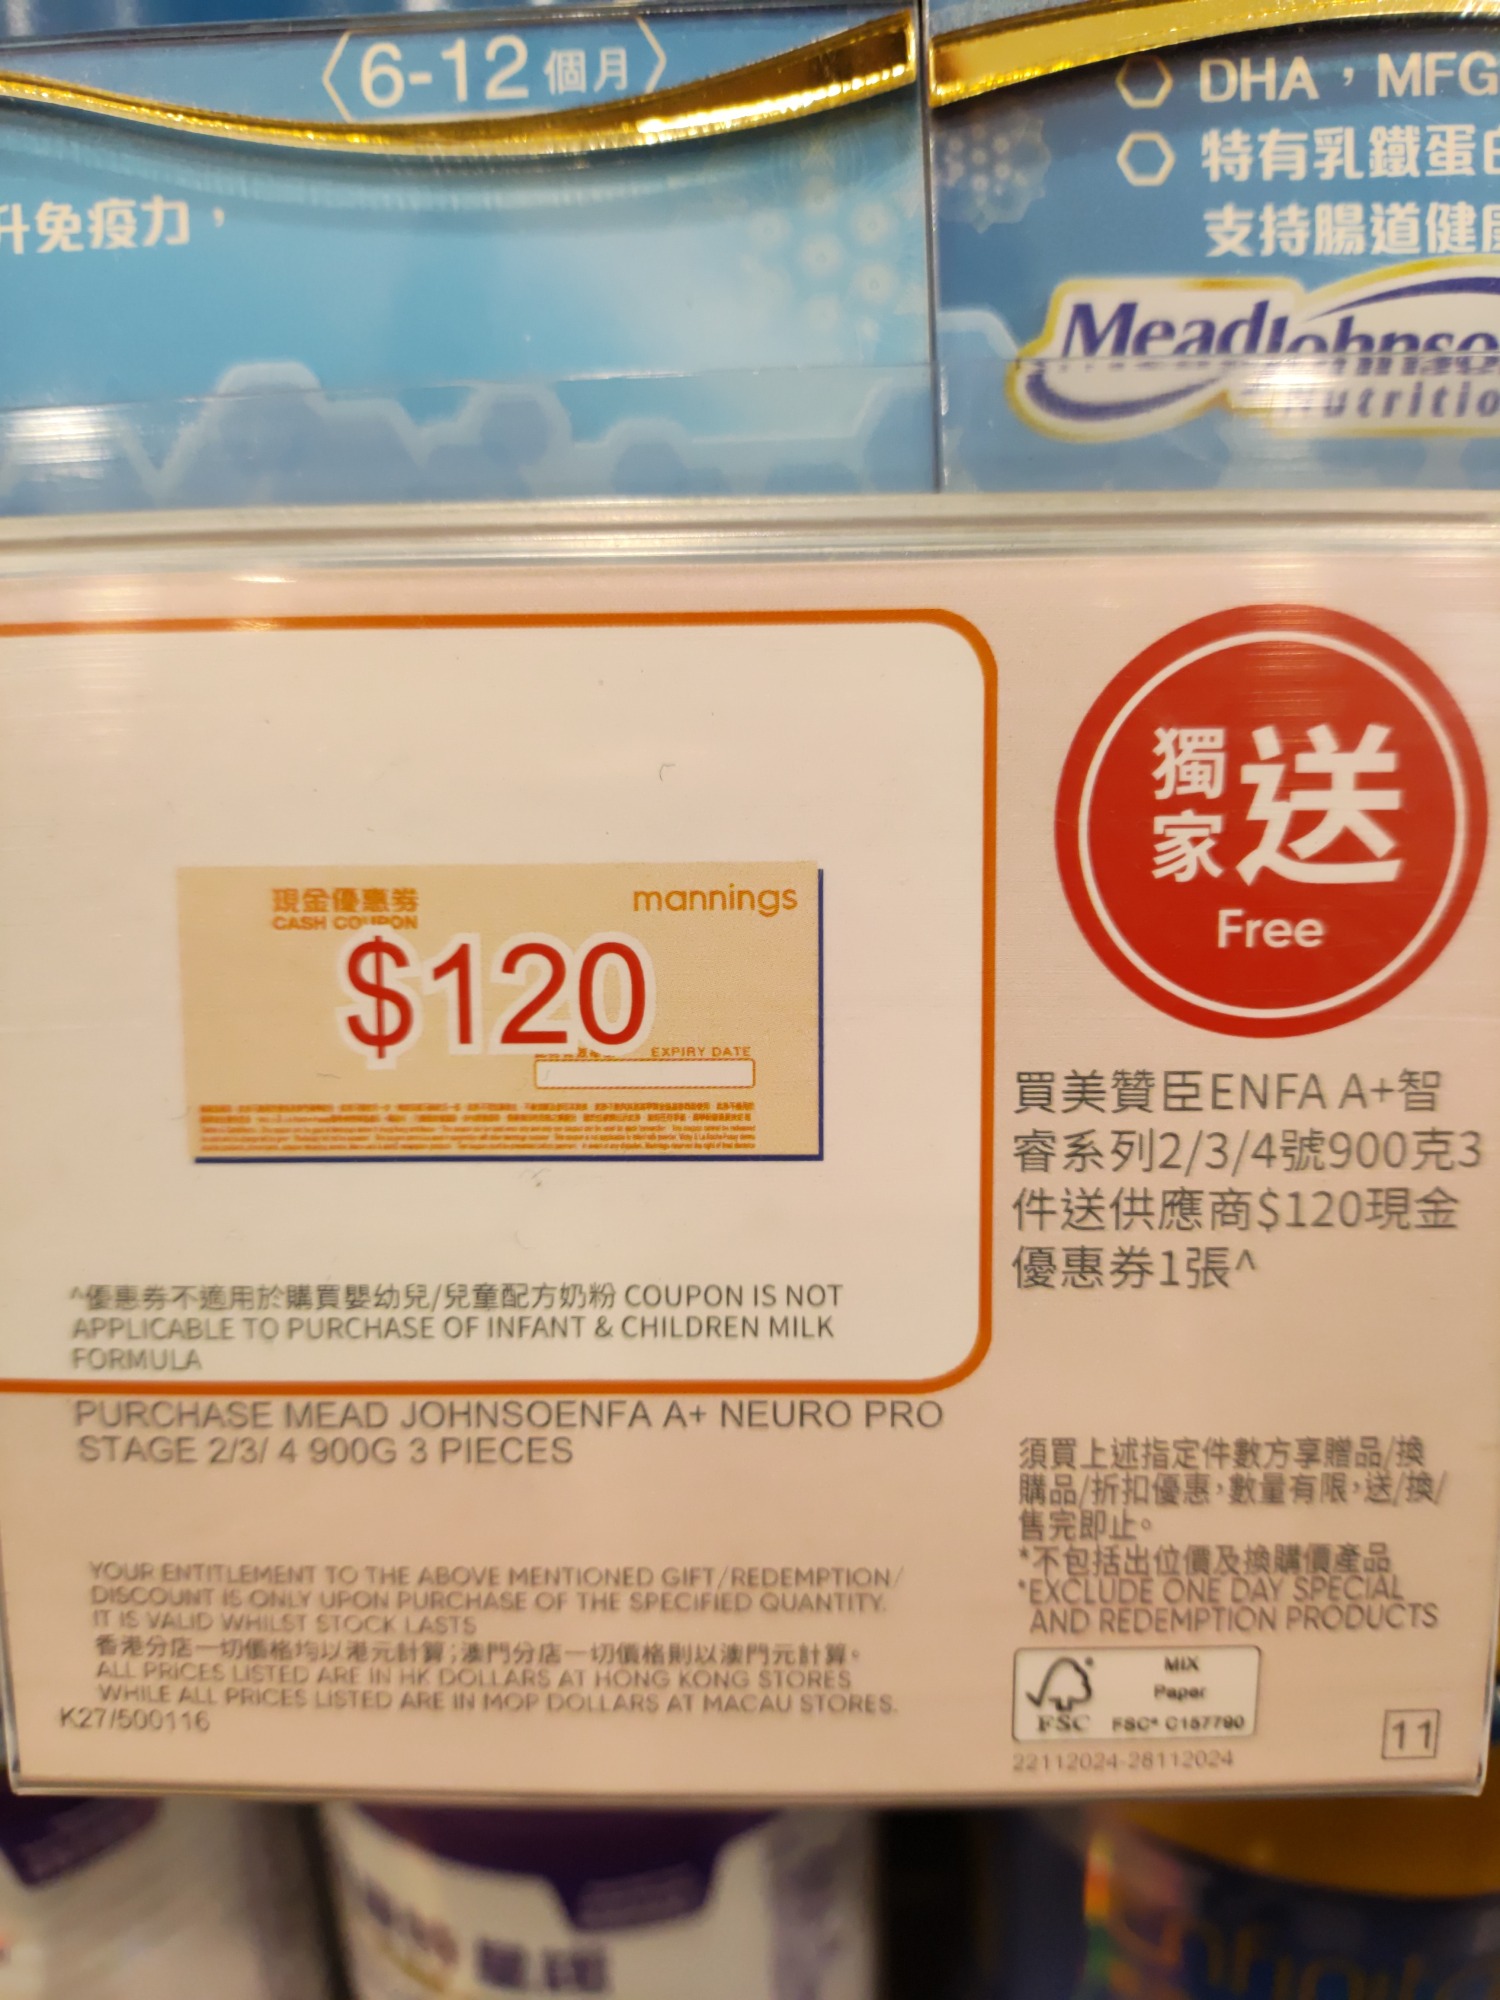 6-12個月
升免疫力，
DHA，MFG
特有乳鐵蛋白
支持腸道健康
MeadJohnso
Nutritio
現金優惠券
CASH COUPON
mannings
$120
EXPIRY DATE
獨家送
Free
買美贊臣ENFA A+智
睿系列2/3/4號900克3
件送供應商$120現金
優惠券1張^
^優惠券不適用於購買嬰幼兒/兒童配方奶粉 COUPON IS NOT
APPLICABLE TO PURCHASE OF INFANT & CHILDREN MILK
FORMULA
PURCHASE MEAD JOHNSOENFA A+ NEURO PRO
STAGE 2/3/ 4 900G 3 PIECES
須買上述指定件數方享贈品/換
購品/折扣優惠，數量有限，送/換/
售完即止。
*不包括出位價及換購價產品
*EXCLUDE ONE DAY SPECIAL
AND REDEMPTION PRODUCTS
YOUR ENTITLEMENT TO THE ABOVE MENTIONED GIFT/REDEMPTION/
DISCOUNT IS ONLY UPON PURCHASE OF THE SPECIFIED QUANTITY.
IT IS VALID WHILST STOCK LASTS
香港分店一切價格均以港元計算；澳門分店一切價格則以澳門元計算。
ALL PRICES LISTED ARE IN HK DOLLARS AT HONG KONG STORES
WHILE ALL PRICES LISTED ARE IN MOP DOLLARS AT MACAU STORES.
K27/500116
FSC
MIX
Paper
FSC® C157790
22112024-28112024
11